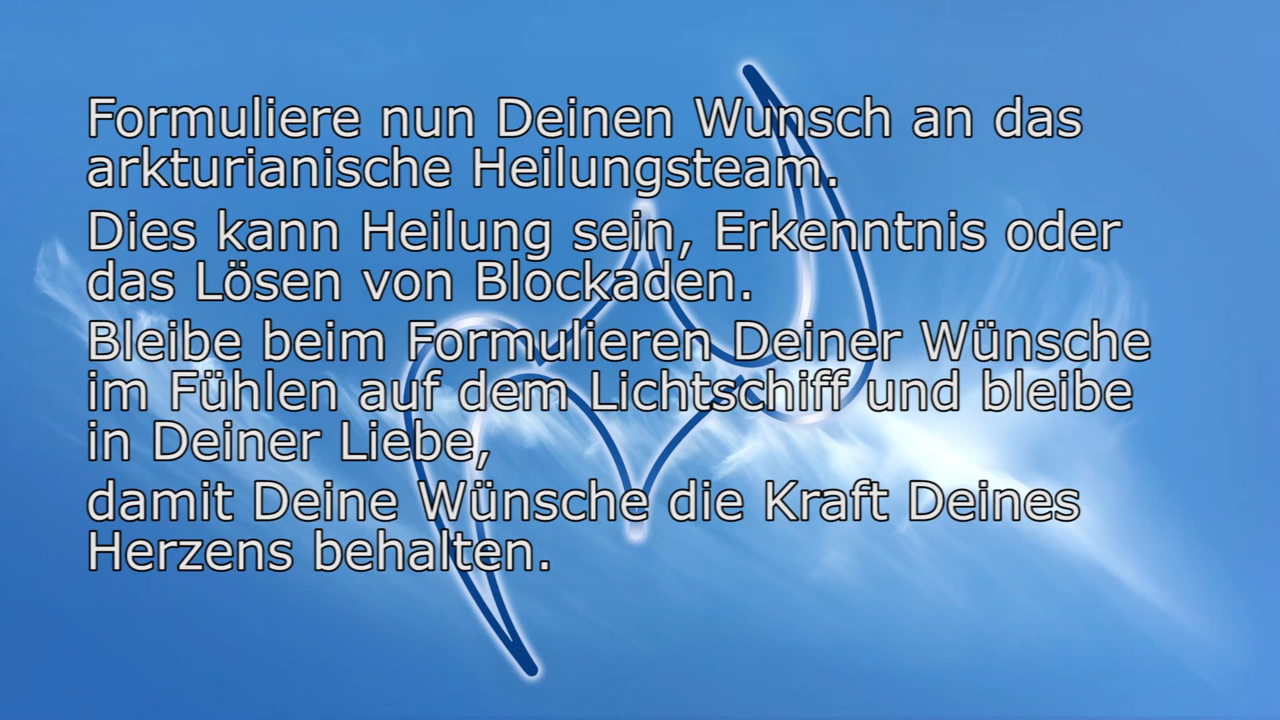 Formuliere nun Deinen Wunsch an das
arkturianische Heilungsteam.
Dies kann Heilung sein, Erkenntnis oder
das Lösen von Blockaden.
Bleibe beim Formulieren Deiner Wünsche
im Fühlen auf dem Lichtschiff und bleibe
in Deiner Liebe,
damit Deine Wünsche die Kraft Deines
Herzens behalten.